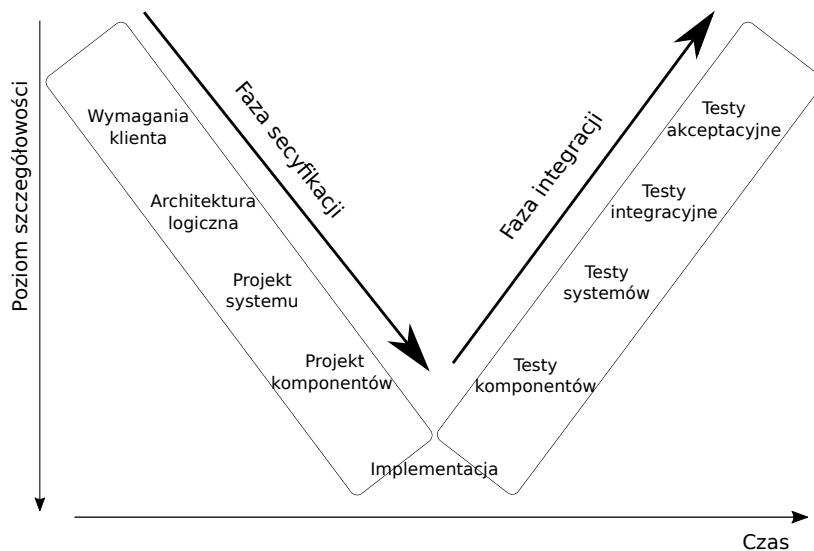 Poziom szczegółowości
Wymagania
klienta
Architektura
logiczna
Projekt
systemu
Projekt
komponentów
Faza secyfikacji
Implementacja
Faza integracji
Testy
akceptacyjne
Testy
integracyjne
Testy
systemów
Testy
komponentów
Czas